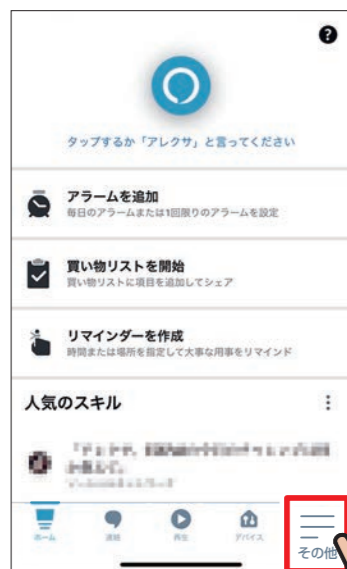 ?
タップするか「アレクサ」と言ってください
アラームを追加
毎日のアラームまたは1回限りのアラームを設定
買い物リストを開始
買い物リストに項目を追加してシェア
リマインダーを作成
時間または場所を指定して大事な用事をリマインド
人気のスキル
ホーム
連絡
再生
デバイス
その他